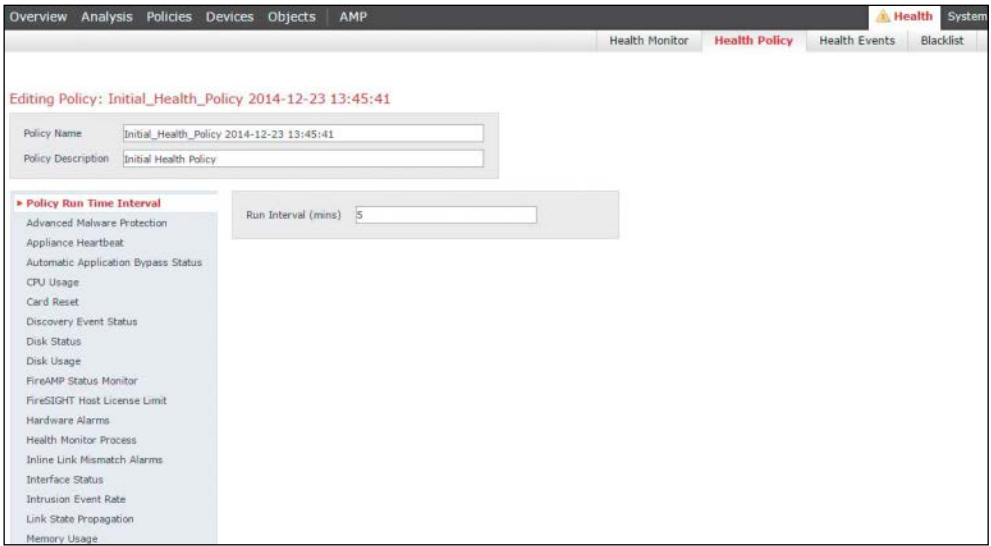 Overview Analysis Policies Devices Objects AMP Health System
Health Monitor Health Policy Health Events Blacklist
Editing Policy: Initial_Health_Policy 2014-12-23 13:45:41
Policy Name Initial_Health_Policy 2014-12-23 13:45:41
Policy Description Initial Health Policy
Policy Run Time Interval
Run Interval (mins) 5
Advanced Malware Protection
Appliance Heartbeat
Automatic Application Bypass Status
CPU Usage
Card Reset
Discovery Event Status
Disk Status
Disk Usage
FireAMP Status Monitor
FireSIGHT Host License Limit
Hardware Alarms
Health Monitor Process
Inline Link Mismatch Alarms
Interface Status
Intrusion Event Rate
Link State Propagation
Memory Usage